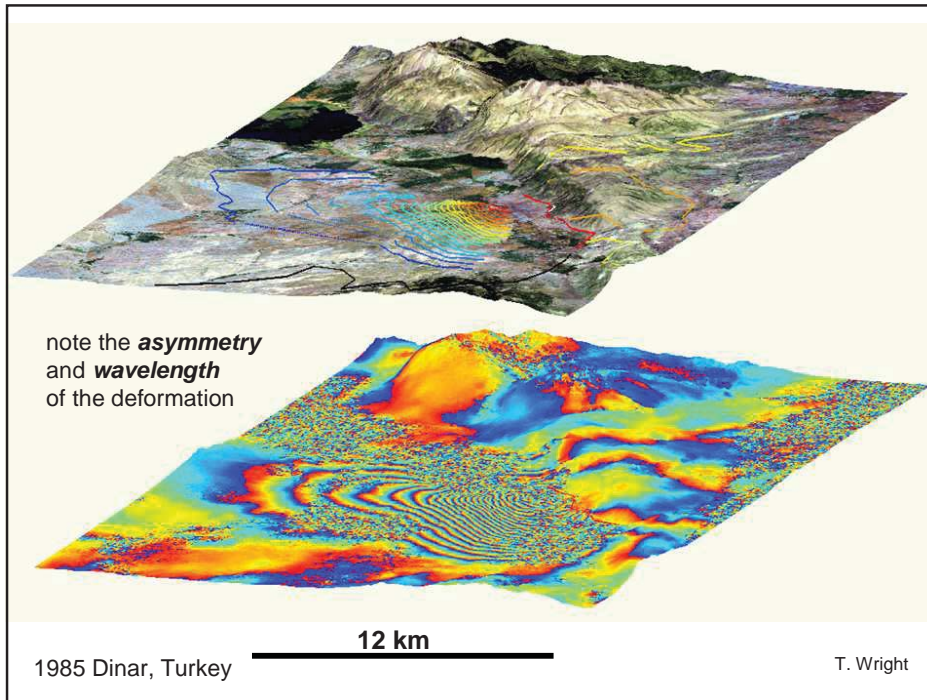 note the asymmetry
and wavelength
of the deformation
12 km
1985 Dinar, Turkey
T. Wright